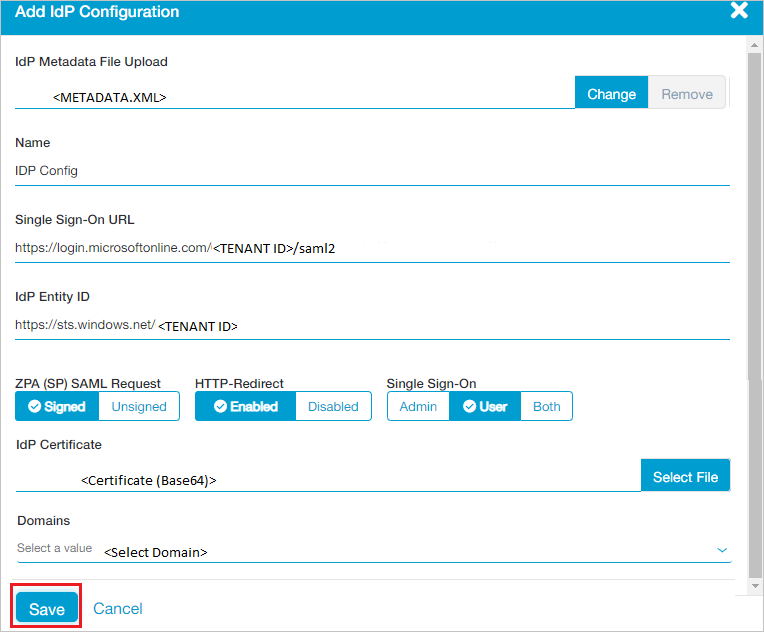 Add IdP Configuration
IdP Metadata File Upload
<METADATA.XML>
Change
Remove
Name
IDP Config
Single Sign-On URL
https://login.microsoftonline.com/<TENANT ID>/saml2
IdP Entity ID
https://sts.windows.net/ <TENANT ID>
ZPA (SP) SAML Request
HTTP-Redirect
Single Sign-On
Signed
Unsigned
Enabled
Disabled
Admin
User
Both
IdP Certificate
<Certificate (Base64)>
Select File
Domains
Select a value <Select Domain>
Save
Cancel